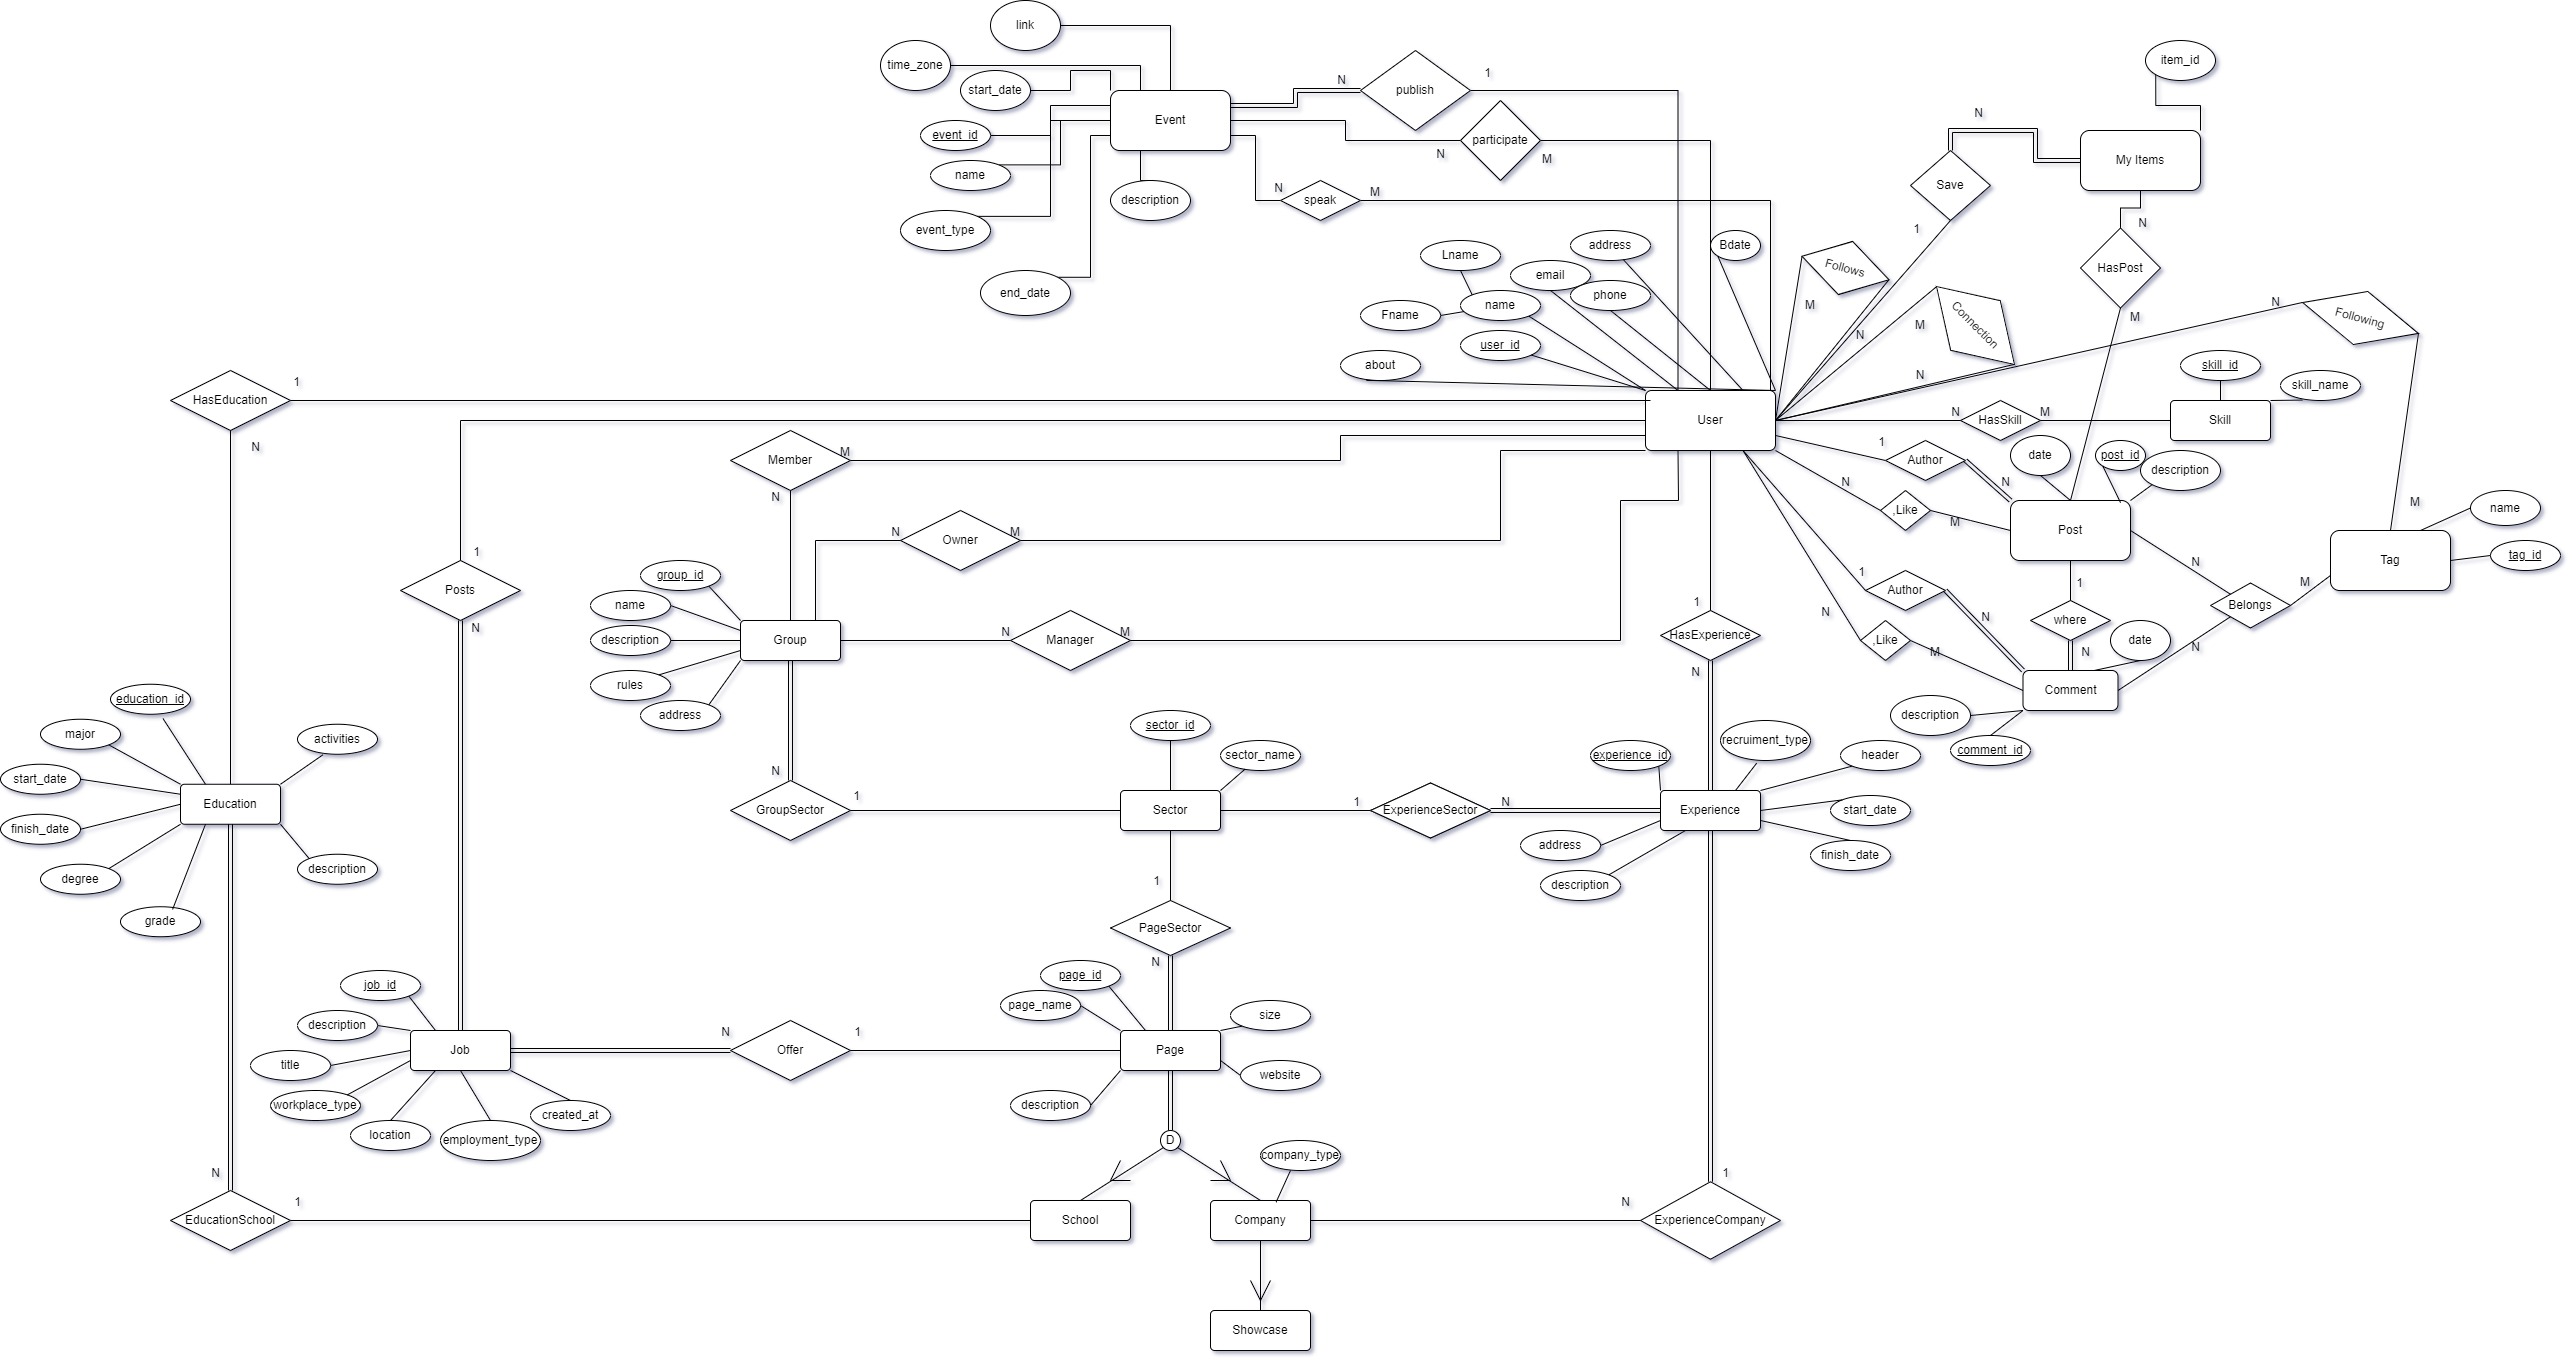 link
time_zone
start_date
event_id
name
event_type
end_date
Event
description
N
publish
1
participate
N
M
N
speak
M
item_id
My Items
N
Save
1
N
HasPost
M
Follows
M
N
Connection
M
N
N
Following
M
Lname
Fname
name
email
address
phone
Bdate
user_id
about
User
skill_id
skill_name
N
HasSkill
M
Skill
HasEducation
1
N
Member
M
N
N
Owner
M
1
Author
N
date
post_id
description
N
,Like
M
Post
name
tag_id
Tag
1
Posts
N
group_id
name
description
rules
address
Group
N
Manager
M
1
HasExperience
N
1
Author
N
N
,Like
M
1
where
N
date
N
Belongs
M
N
Comment
description
comment_id
education_id
major
start_date
finish_date
degree
grade
activities
description
Education
N
GroupSector
1
sector_id
sector_name
Sector
1
ExperienceSector
N
experience_id
recruiment_type
header
start_date
finish_date
Experience
address
description
1
PageSector
N
job_id
description
title
workplace_type
location
employment_type
created_at
Job
N
Offer
1
page_id
page_name
size
website
description
Page
D
company_type
N
EducationSchool
1
School
Company
N
ExperienceCompany
1
Showcase